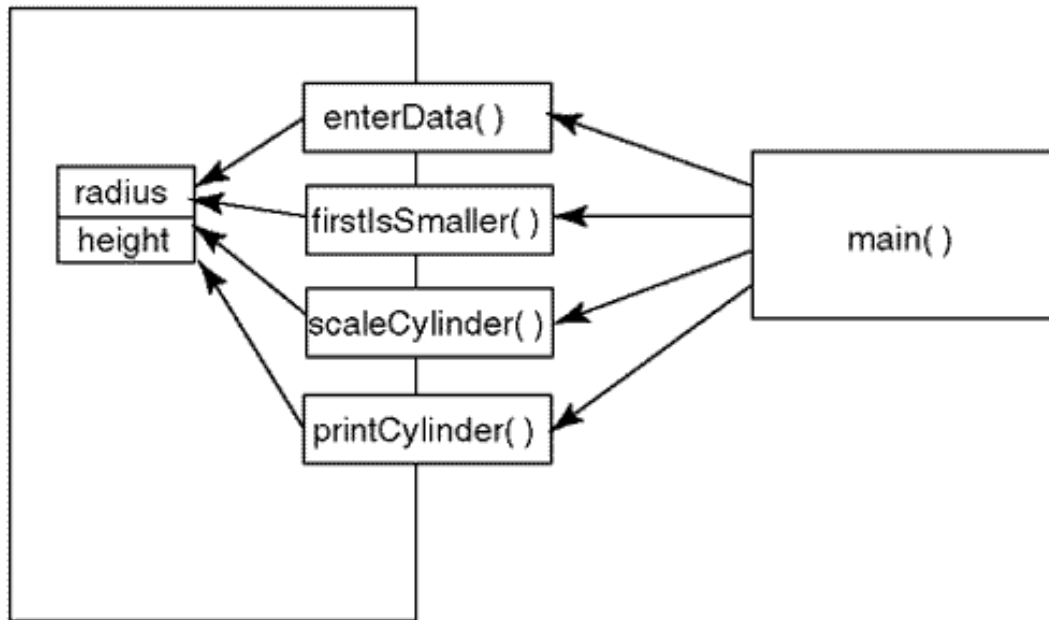 enterData( )
radius
firstIsSmaller( )
height
main( )
scaleCylinder( )
printCylinder( )